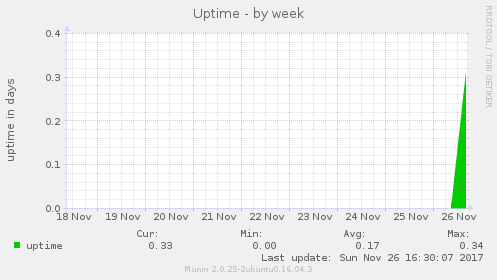 Uptime - by week
RRDTOOL / TOBI OETIKER
uptime in days
0.4
0.3
0.2
0.1
0.0
18 Nov 19 Nov 20 Nov 21 Nov 22 Nov 23 Nov 24 Nov 25 Nov 26 Nov
Cur: Min: Avg: Max:
uptime 0.33 0.00 0.17 0.34
Last update: Sun Nov 26 16:30:07 2017
Munin 2.0.25-2ubuntu0.16.04.3